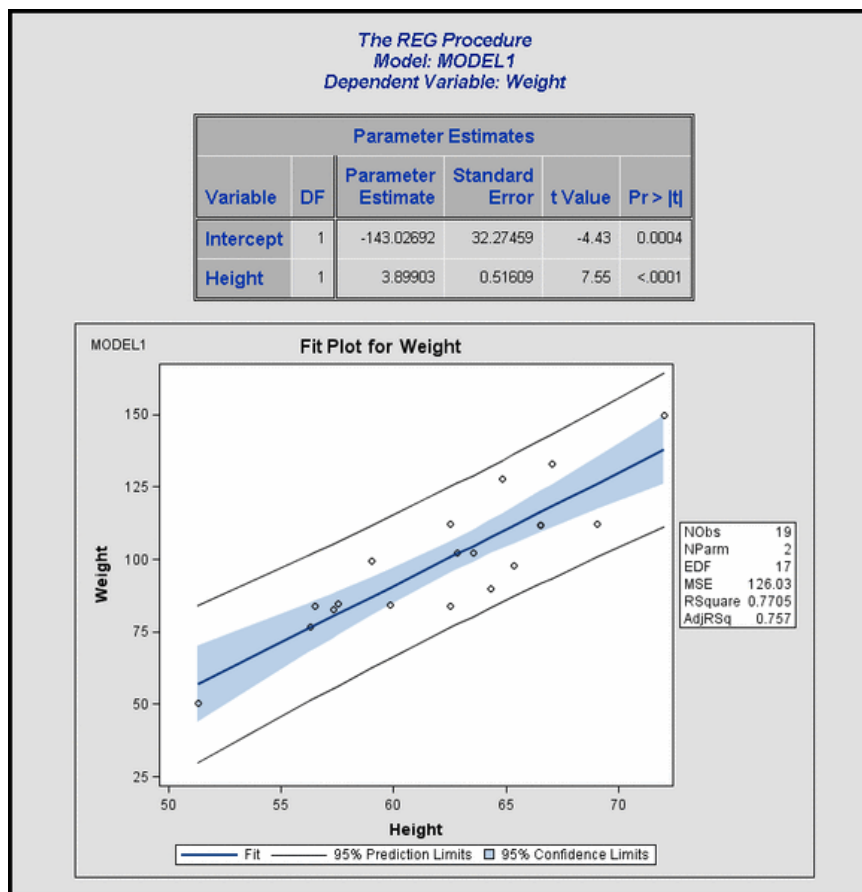 The REG Procedure
Model: MODEL1
Dependent Variable: Weight
Parameter Estimates
Variable DF Parameter Estimate Standard Error t Value Pr > |t|
Intercept 1 -143.02692 32.27459 -4.43 0.0004
Height 1 3.89903 0.51609 7.55 <.0001
MODEL1
Fit Plot for Weight
Weight
150
125
100
75
50
25
50 55 60 65 70
Height
NObs 19
NParm 2
EDF 17
MSE 126.03
RSquare 0.7705
AdjRSq 0.757
Fit 95% Prediction Limits 95% Confidence Limits